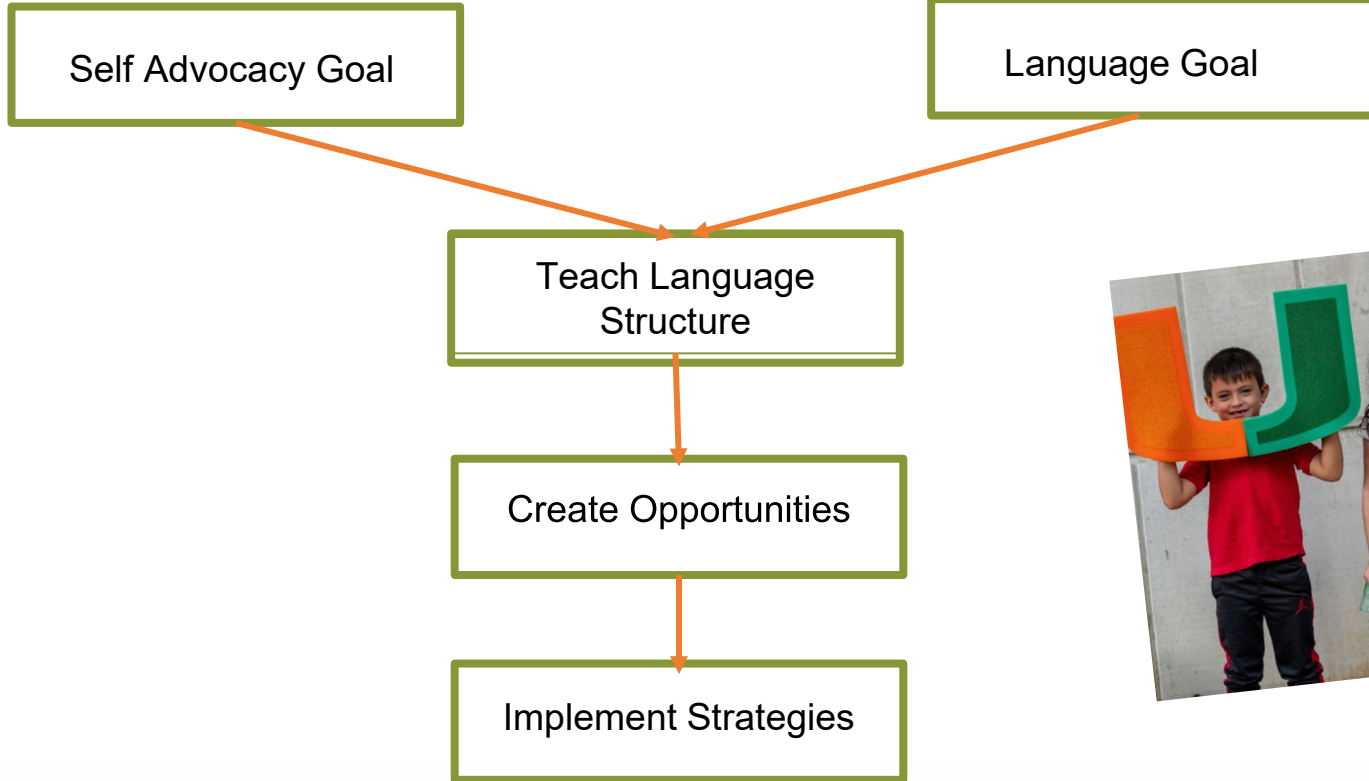 Self Advocacy Goal
Language Goal
Teach Language
Structure
Create Opportunities
Implement Strategies